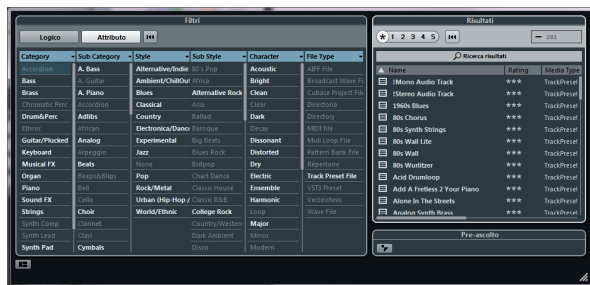 Filtri
Logico Attributo
Category Sub Category Style Sub Style Character File Type
Accordion A. Bass Alternative/Indie 80's Pop Acoustic AIFF File
Bass A. Guitar Ambient/ChillOut Africa Bright Broadcast Wave Fi
Brass A. Piano Blues Alternative Rock Clean Cubase Project File
Chromatic Perc Accordion Classical Asia Clear Directorio
Drum&Perc Adlibs Country Ballad Dark Directory
Ethnic African Electronica/Dance Baroque Decay MIDI file
Guitar/Plucked Analog Experimental Big Beats Dissonant Midi Loop File
Keyboard Arpeggio Jazz Blues Rock Distorted Pattern Bank File
Musical FX Beats None Britpop Dry Répertoire
Organ Beeps&Blips Pop Chart Dance Electric Track Preset File
Piano Bell Rock/Metal Classic House Ensemble VST3 Preset
Sound FX Cello Urban (Hip-Hop / Classic R&B Harmonic Verzeichnis
Strings Choir World/Ethnic College Rock Loop Wave File
Synth Comp Clarinet Country/Western Major
Synth Lead Clavi Dark Ambient Minor
Synth Pad Cymbals Disco Modern
Risultati
1 2 3 4 5 281
Ricerca risultati
Name Rating Media Type
!Mono Audio Track *** TrackPreset
!Stereo Audio Track *** TrackPreset
1960s Blues *** TrackPreset
80s Chorus *** TrackPreset
80s Synth Strings *** TrackPreset
80s Wall Lite *** TrackPreset
80s Wall *** TrackPreset
80s Wurlitzer *** TrackPreset
Acid Drumloop *** TrackPreset
Add A Fretless 2 Your Piano *** TrackPreset
Alone In The Streets *** TrackPreset
Analog Synth Brass *** TrackPreset
Pre-ascolto